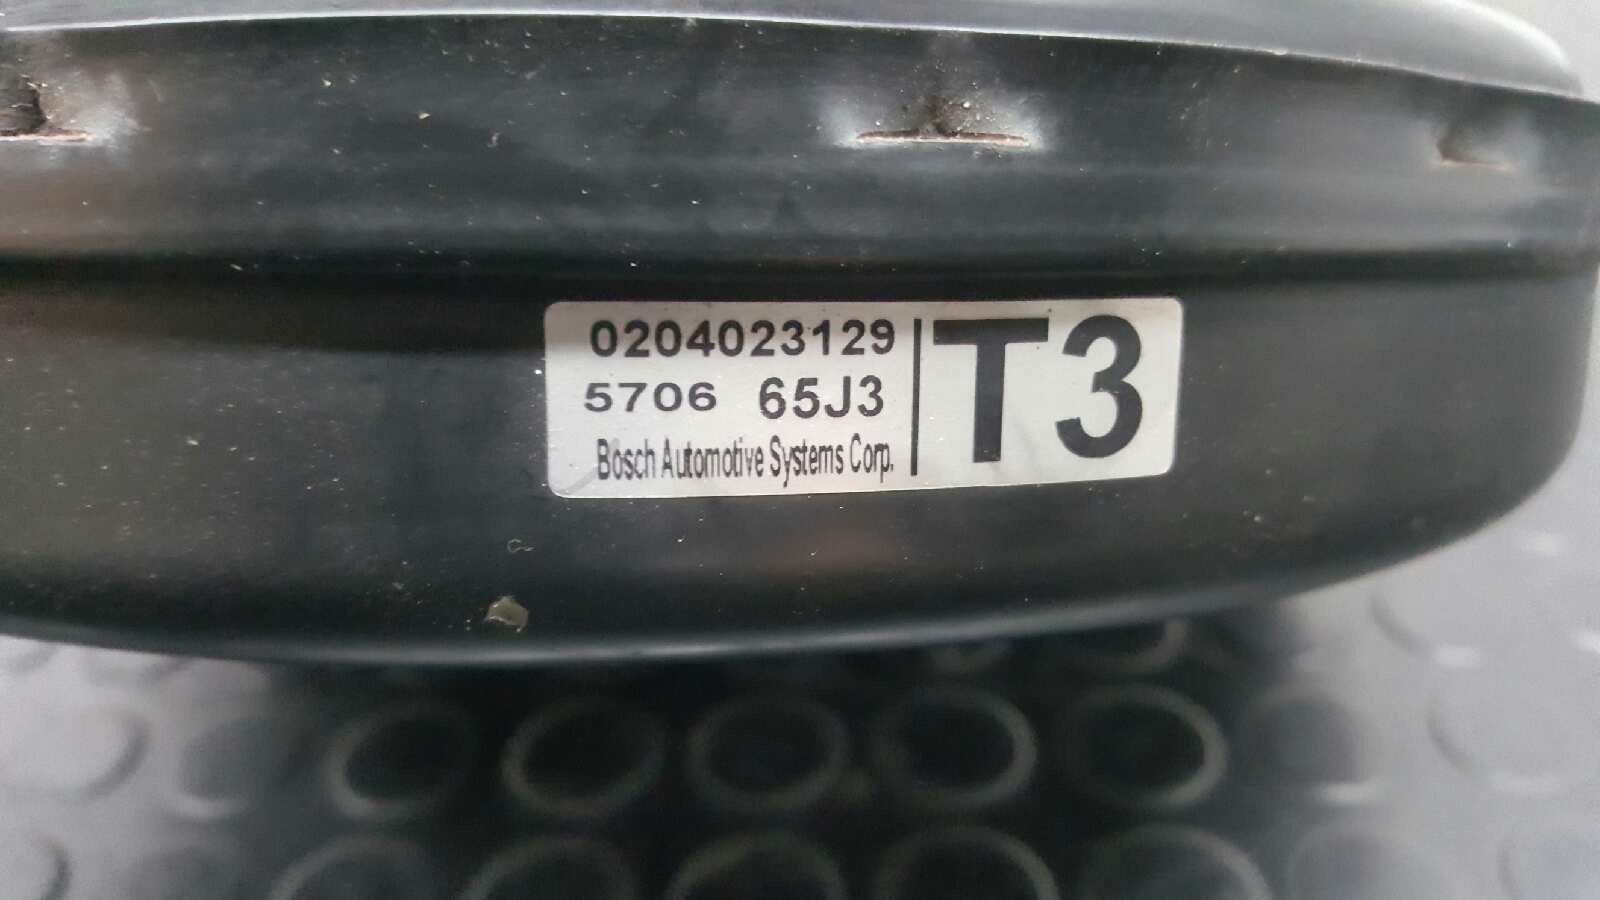 0204023129
5706 65J3
Bosch Automotive Systems Corp.
T3